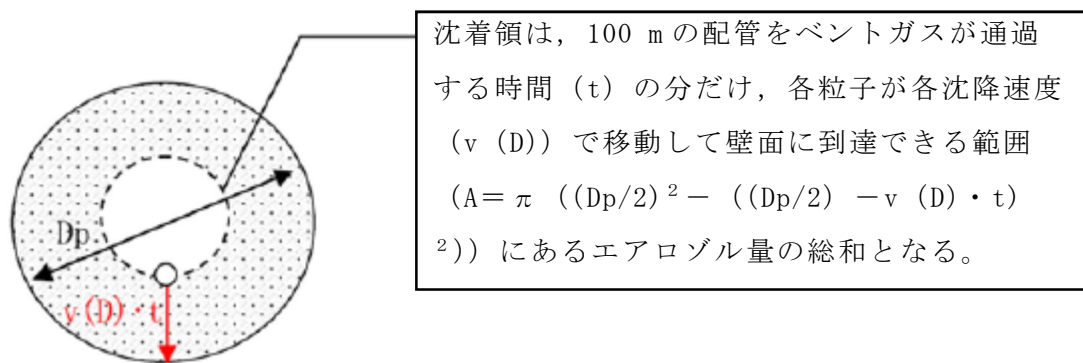 沈着領は，100 m の配管をベントガスが通過
する時間（t）の分だけ，各粒子が各沈降速度
（v（D））で移動して壁面に到達できる範囲
（A＝π（(Dp/2)²－（(Dp/2)－v（D）・t）
²））にあるエアロゾル量の総和となる。
Dp
v(D)・t